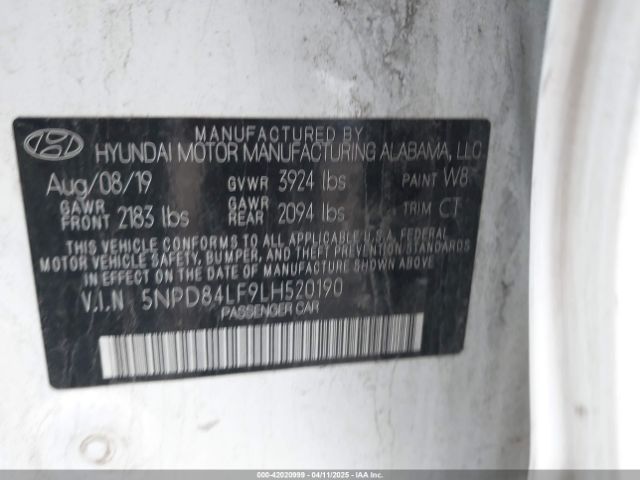 MANUFACTURED BY
HYUNDAI MOTOR MANUFACTURING ALABAMA, LLC
Aug/08/19 GVWR 3924 lbs PAINT W8
GAWR FRONT 2183 lbs GAWR REAR 2094 lbs TRIM CT
THIS VEHICLE CONFORMS TO ALL APPLICABLE U.S. FEDERAL
MOTOR VEHICLE SAFETY, BUMPER, AND THEFT PREVENTION STANDARDS
IN EFFECT ON THE DATE OF MANUFACTURE SHOWN ABOVE.
V.I.N 5NPD84LF9LH520190
PASSENGER CAR
000-42020999 04/11/2025 IAA Inc.